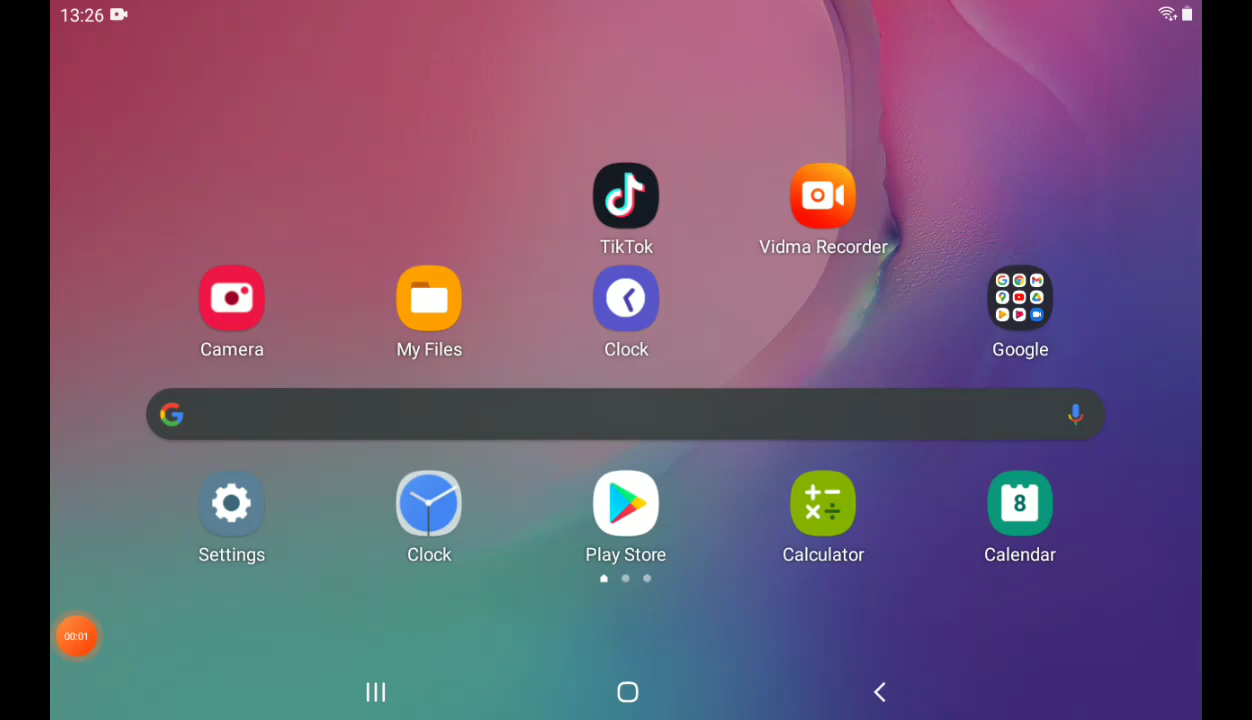 13:26
TikTok
Vidma Recorder
Camera
My Files
Clock
Google
Settings
Clock
Play Store
Calculator
8
Calendar
00:01